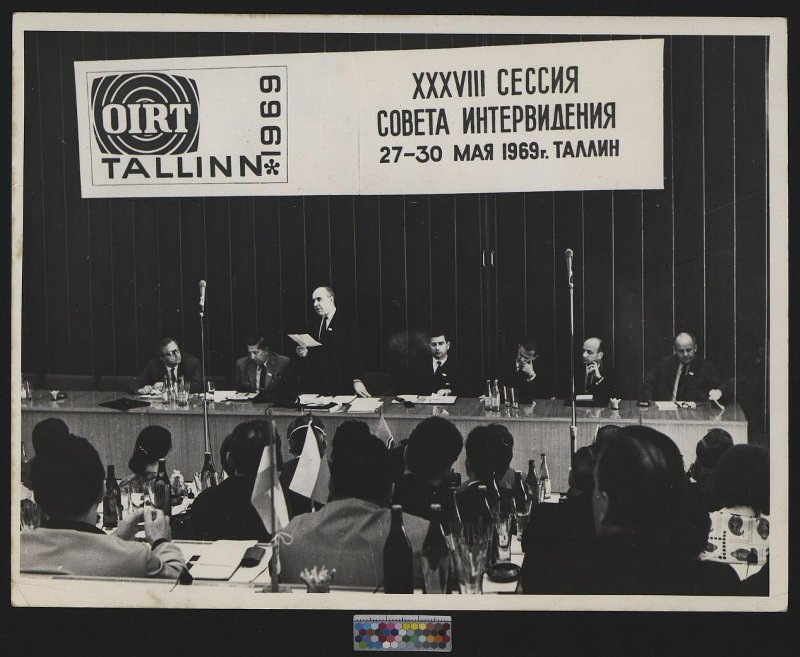 OIRT
TALLINN*1969
XXXVIII СЕССИЯ
СОВЕТА ИНТЕРВИДЕНИЯ
27-30 МАЯ 1969г. ТАЛЛИН